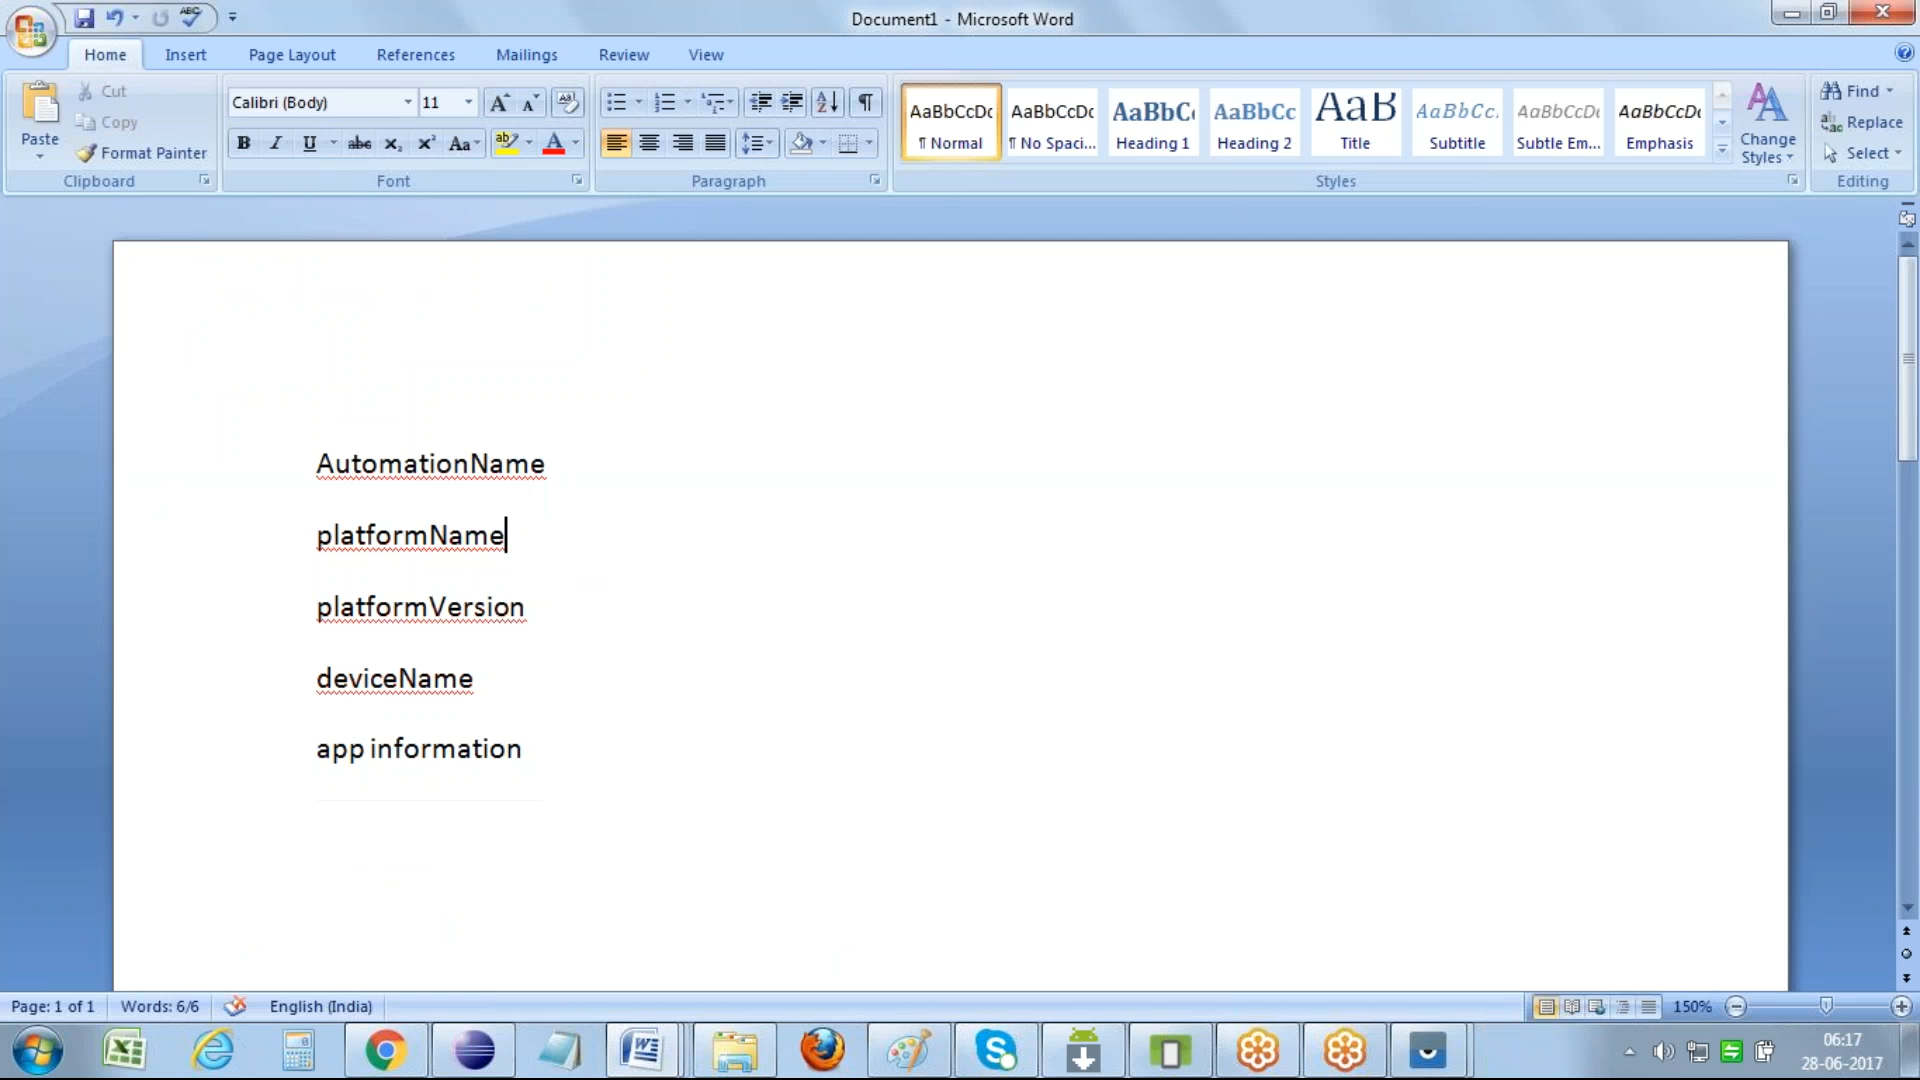 Document1 - Microsoft Word
Home Insert Page Layout References Mailings Review View
Paste
Cut
Copy
Format Painter
Clipboard
Calibri (Body) 11
Font
Paragraph
AaBbCcDc AaBbCcDc AaBbC AaBbCc AaB AaBbCc. AaBbCcDc AaBbCcDc
¶ Normal ¶ No Spaci... Heading 1 Heading 2 Title Subtitle Subtle Em... Emphasis
Change Styles
Styles
Find
Replace
Select
Editing
AutomationName
platformName
platformVersion
deviceName
app information
Page: 1 of 1 Words: 6/6 English (India) 150%
06:17
28-06-2017